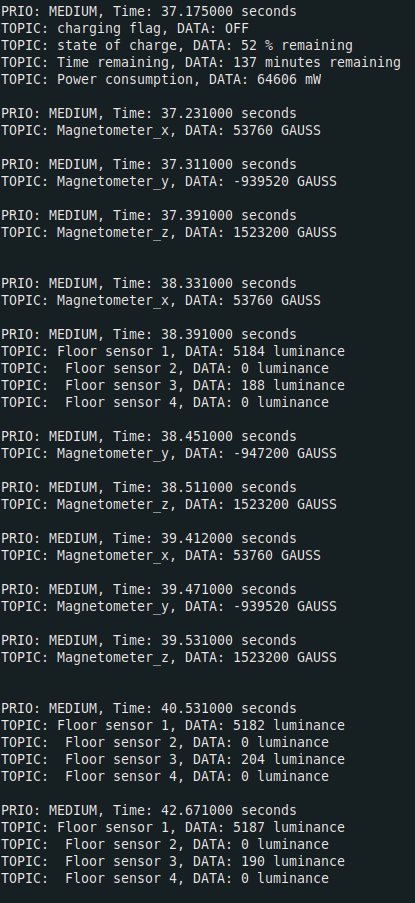 PRIO: MEDIUM, Time: 37.175000 seconds
TOPIC: charging flag, DATA: OFF
TOPIC: state of charge, DATA: 52 % remaining
TOPIC: Time remaining, DATA: 137 minutes remaining
TOPIC: Power consumption, DATA: 64606 mW
PRIO: MEDIUM, Time: 37.231000 seconds
TOPIC: Magnetometer_x, DATA: 53760 GAUSS
PRIO: MEDIUM, Time: 37.311000 seconds
TOPIC: Magnetometer_y, DATA: -939520 GAUSS
PRIO: MEDIUM, Time: 37.391000 seconds
TOPIC: Magnetometer_z, DATA: 1523200 GAUSS
PRIO: MEDIUM, Time: 38.331000 seconds
TOPIC: Magnetometer_x, DATA: 53760 GAUSS
PRIO: MEDIUM, Time: 38.391000 seconds
TOPIC: Floor sensor 1, DATA: 5184 luminance
TOPIC:  Floor sensor 2, DATA: 0 luminance
TOPIC:  Floor sensor 3, DATA: 188 luminance
TOPIC:  Floor sensor 4, DATA: 0 luminance
PRIO: MEDIUM, Time: 38.451000 seconds
TOPIC: Magnetometer_y, DATA: -947200 GAUSS
PRIO: MEDIUM, Time: 38.511000 seconds
TOPIC: Magnetometer_z, DATA: 1523200 GAUSS
PRIO: MEDIUM, Time: 39.412000 seconds
TOPIC: Magnetometer_x, DATA: 53760 GAUSS
PRIO: MEDIUM, Time: 39.471000 seconds
TOPIC: Magnetometer_y, DATA: -939520 GAUSS
PRIO: MEDIUM, Time: 39.531000 seconds
TOPIC: Magnetometer_z, DATA: 1523200 GAUSS
PRIO: MEDIUM, Time: 40.531000 seconds
TOPIC: Floor sensor 1, DATA: 5182 luminance
TOPIC:  Floor sensor 2, DATA: 0 luminance
TOPIC:  Floor sensor 3, DATA: 204 luminance
TOPIC:  Floor sensor 4, DATA: 0 luminance
PRIO: MEDIUM, Time: 42.671000 seconds
TOPIC: Floor sensor 1, DATA: 5187 luminance
TOPIC:  Floor sensor 2, DATA: 0 luminance
TOPIC:  Floor sensor 3, DATA: 190 luminance
TOPIC:  Floor sensor 4, DATA: 0 luminance